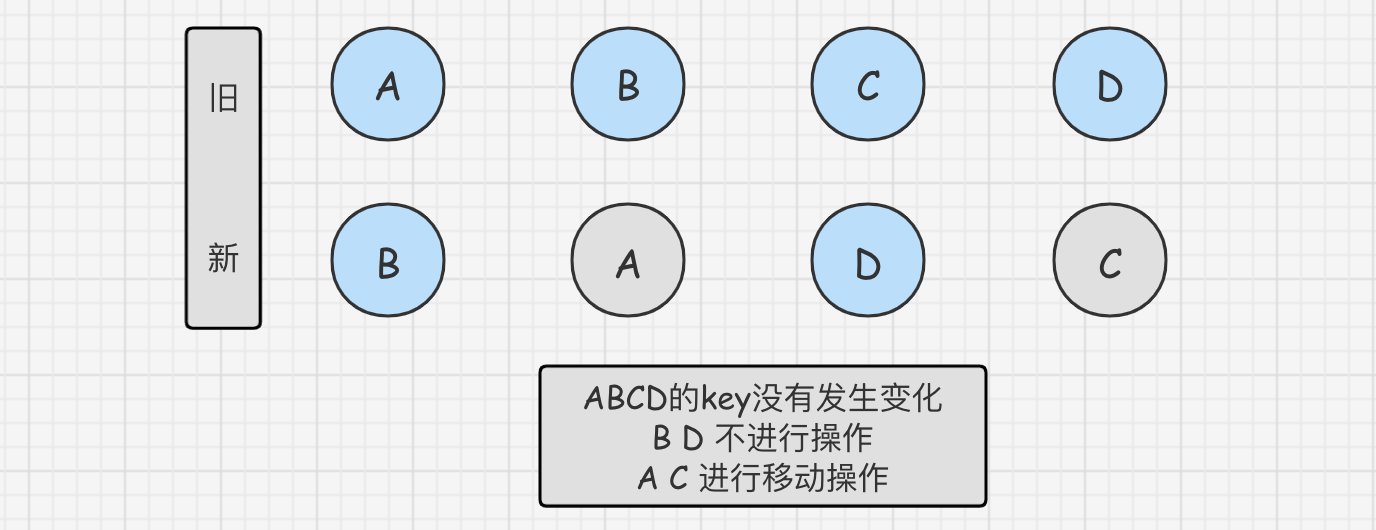 旧
A B C D
新
B A D C
ABCD的key没有发生变化
B D 不进行操作
A C 进行移动操作